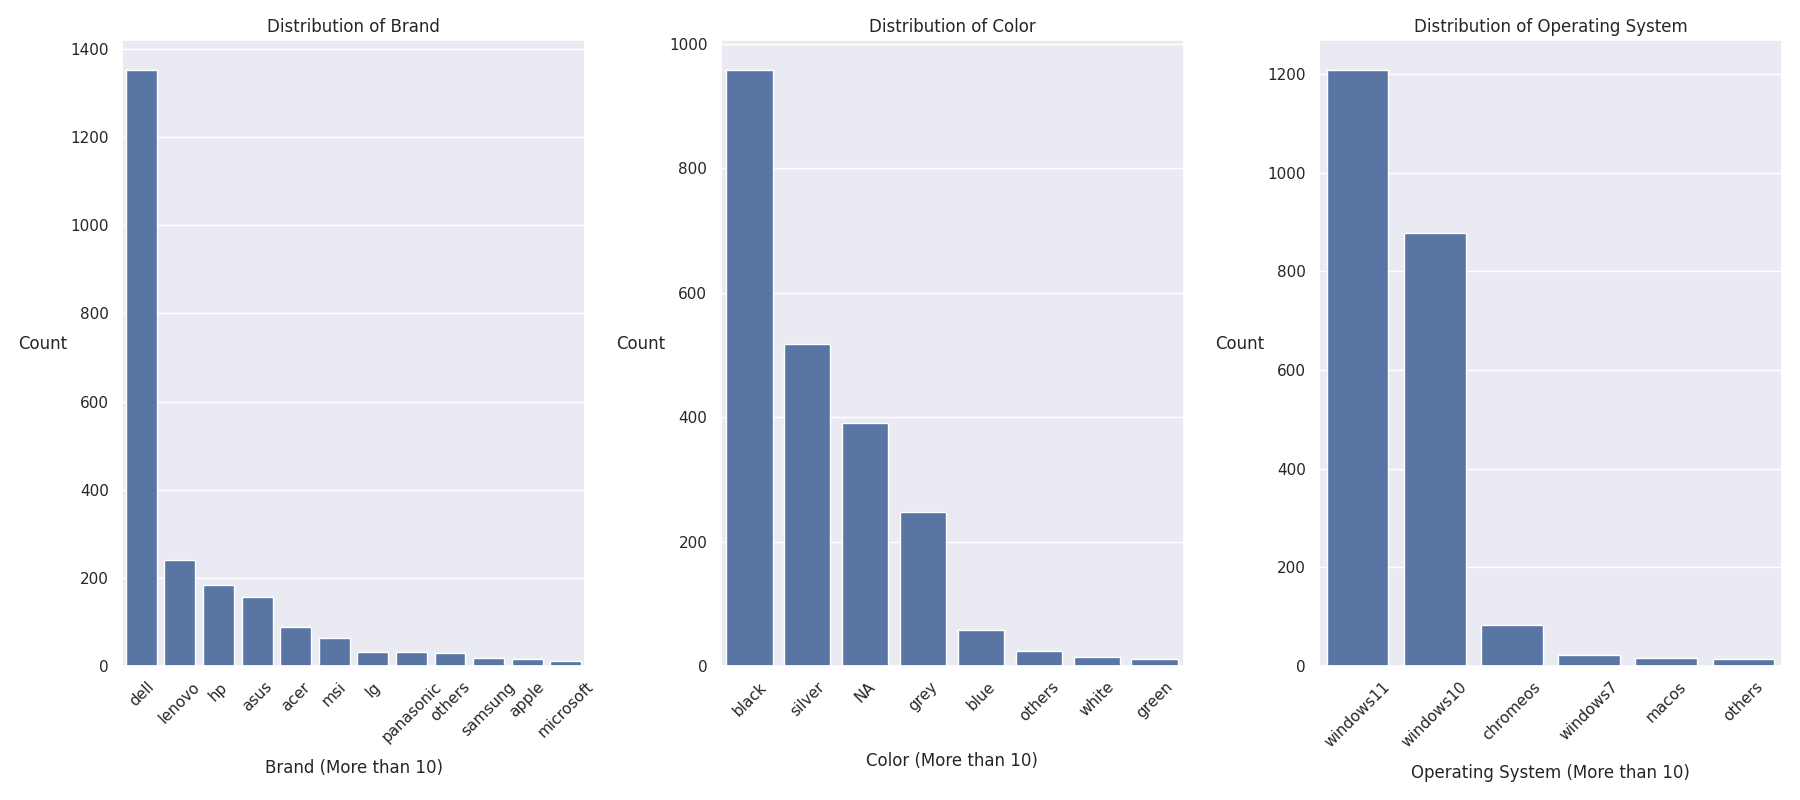 Distribution of Brand
1400
1200
1000
800
600
400
200
0
Count
dell
lenovo
hp
asus
acer
msi
lg
panasonic
others
samsung
apple
microsoft
Brand (More than 10)
Distribution of Color
1000
800
600
400
200
0
Count
black
silver
NA
grey
blue
others
white
green
Color (More than 10)
Distribution of Operating System
1200
1000
800
600
400
200
0
Count
windows11
windows10
chromeos
windows7
macos
others
Operating System (More than 10)